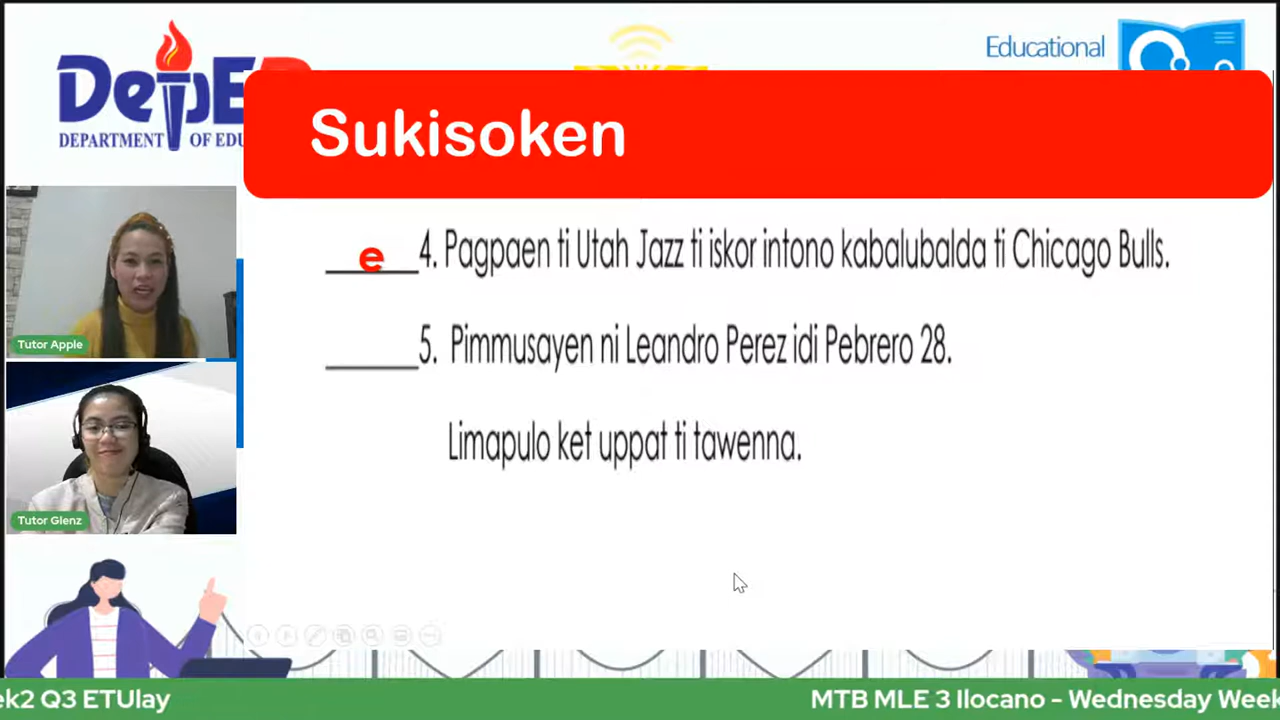 DepED
DEPARTMENT OF EDU
Educational
Sukisoken
e 4. Pagpaen ti Utah Jazz ti iskor intono kabalubalda ti Chicago Bulls.
5. Pimmusayen ni Leandro Perez idi Pebrero 28.
Limapulo ket uppat ti tawenna.
Tutor Apple
Tutor Glenz
ek2 Q3 ETUlay
MTB MLE 3 Ilocano - Wednesday Week